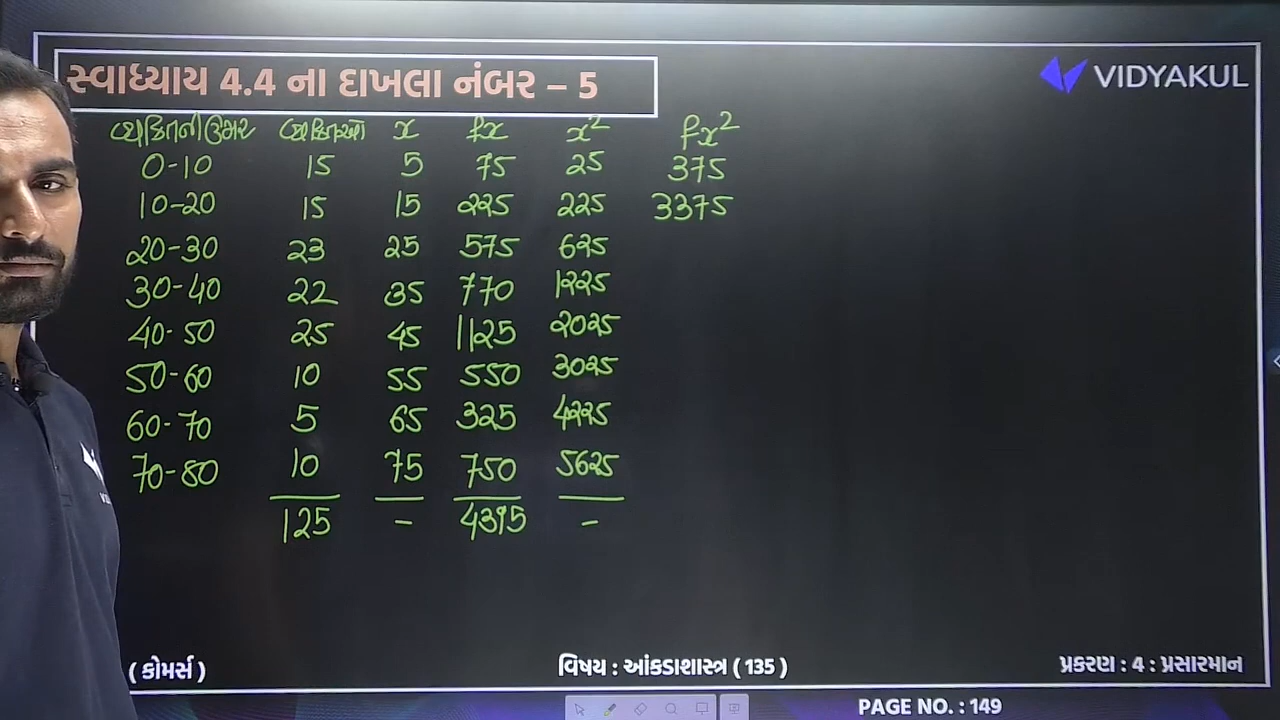 સ્વાધ્યાય 4.4 ના દાખલા નંબર – 5
VIDYAKUL
વ્યક્તિની ઉંમર વ્યક્તિઓ x fx x² fx²
0-10 15 5 75 25 375
10-20 15 15 225 225 3375
20-30 23 25 575 625
30-40 22 35 770 1225
40-50 25 45 1125 2025
50-60 10 55 550 3025
60-70 5 65 325 4225
70-80 10 75 750 5625
125 – 4395 –
( કોમર્સ ) વિષય : આંકડાશાસ્ત્ર ( 135 ) પ્રકરણ : 4 : પ્રસારમાન
PAGE NO. : 149